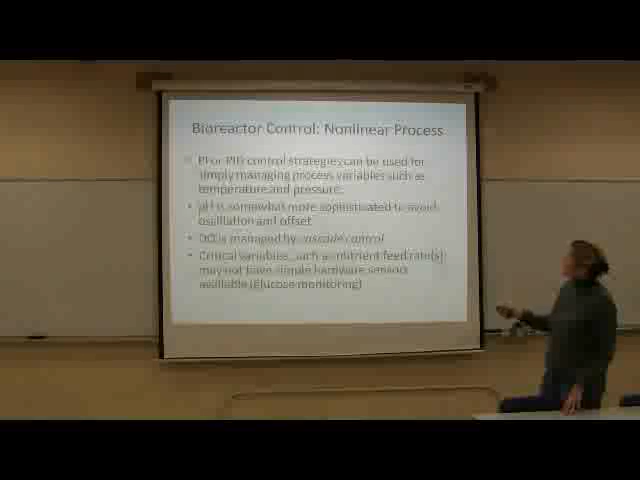 Bioreactor Control: Nonlinear Process
• PI or PID control strategies can be used for
simply managing process variables such as
temperature and pressure.
• pH is somewhat more sophisticated to avoid
oscillation and offset
• DO is managed by cascade control
• Critical variables, such as nutrient feed rate(s)
may not have simple hardware sensors
available (glucose monitoring)